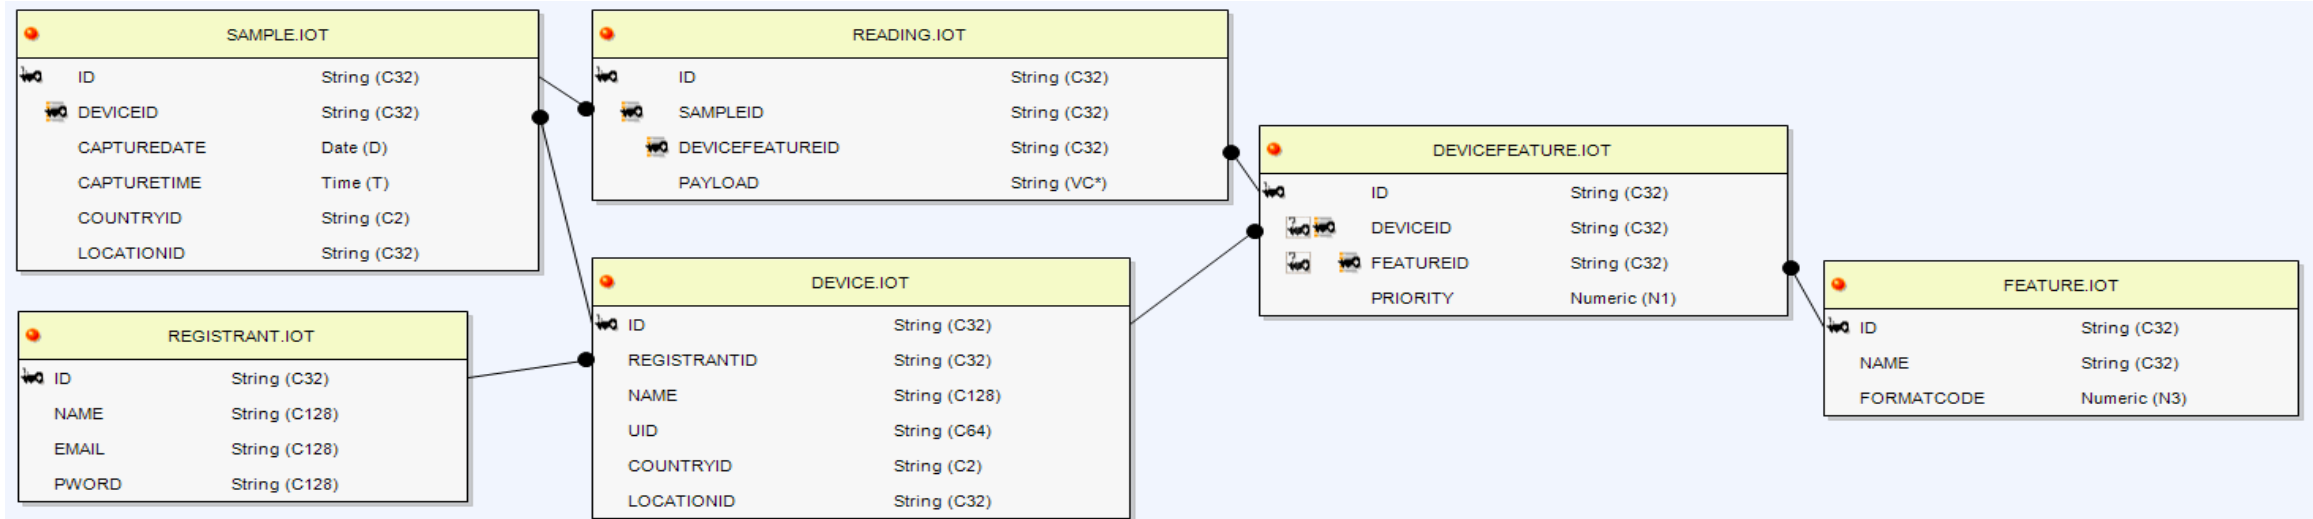 SAMPLE.IOT
ID String (C32)
DEVICEID String (C32)
CAPTUREDATE Date (D)
CAPTURETIME Time (T)
COUNTRYID String (C2)
LOCATIONID String (C32)
READING.IOT
ID String (C32)
SAMPLEID String (C32)
DEVICEFEATUREID String (C32)
PAYLOAD String (VC*)
DEVICEFEATURE.IOT
ID String (C32)
DEVICEID String (C32)
FEATUREID String (C32)
PRIORITY Numeric (N1)
REGISTRANT.IOT
ID String (C32)
NAME String (C128)
EMAIL String (C128)
PWORD String (C128)
DEVICE.IOT
ID String (C32)
REGISTRANTID String (C32)
NAME String (C128)
UID String (C64)
COUNTRYID String (C2)
LOCATIONID String (C32)
FEATURE.IOT
ID String (C32)
NAME String (C32)
FORMATCODE Numeric (N3)